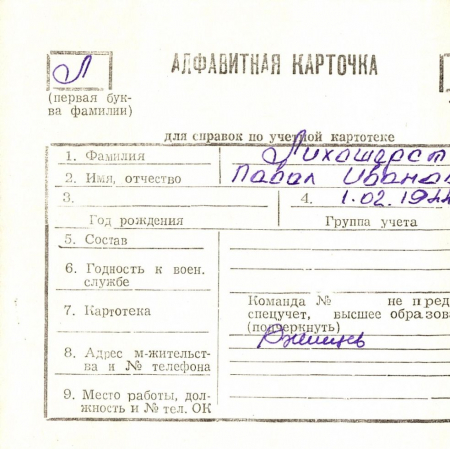 Л
АЛФАВИТНАЯ КАРТОЧКА
(первая бук-
ва фамилии)
для справок по учетной картотеке
1. Фамилия
Лихошерст
2. Имя, отчество
Павел Иванов
3.
4. 1.02.1922
Год рождения
Группа учета
5. Состав
6. Годность к воен.
службе
7. Картотека
Команда № не пред
спецучет, высшее образова
(подчеркнуть)
8. Адрес м-жительст-
ва и № телефона
9. Место работы, дол-
жность и № тел. ОК